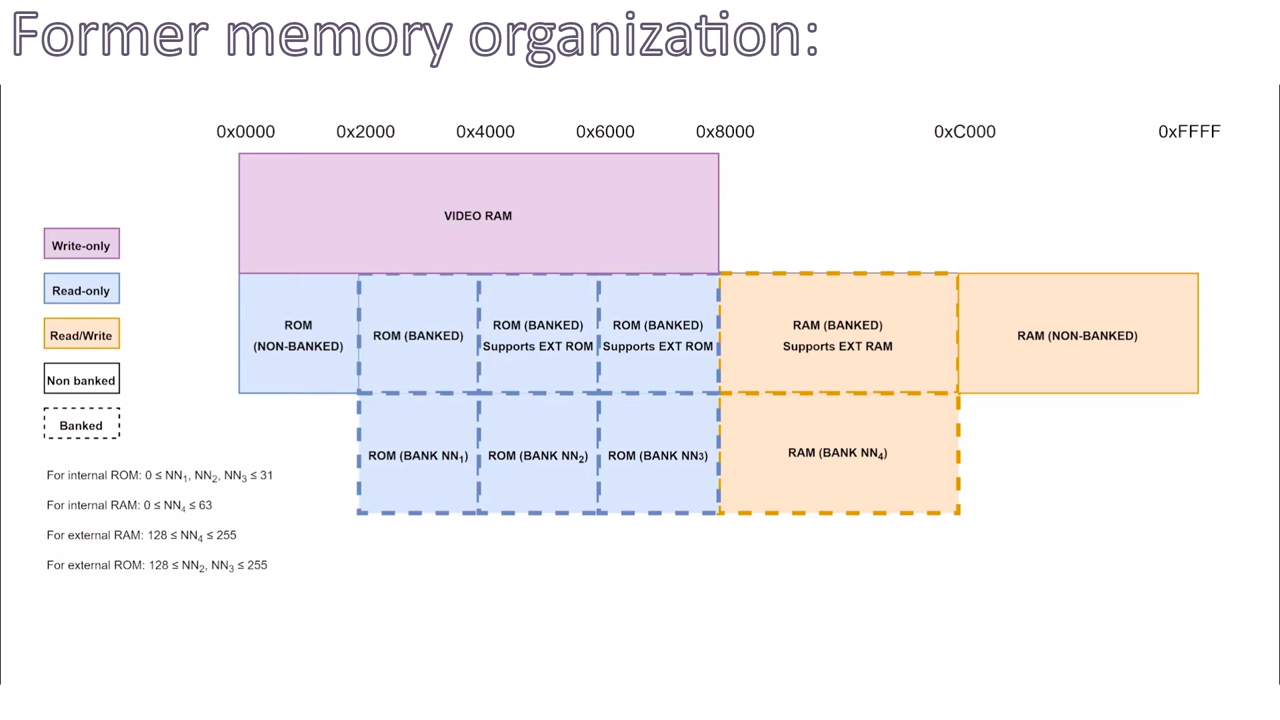 Former memory organization:
0x0000 0x2000 0x4000 0x6000 0x8000 0xC000 0xFFFF
VIDEO RAM
Write-only
Read-only
Read/Write
Non banked
Banked
ROM
(NON-BANKED)
ROM (BANKED)
ROM (BANKED)
Supports EXT ROM
ROM (BANKED)
Supports EXT ROM
RAM (BANKED)
Supports EXT RAM
RAM (NON-BANKED)
ROM (BANK NN₁)
ROM (BANK NN₂)
ROM (BANK NN₃)
RAM (BANK NN₄)
For internal ROM: 0 ≤ NN₁, NN₂, NN₃ ≤ 31
For internal RAM: 0 ≤ NN₄ ≤ 63
For external RAM: 128 ≤ NN₄ ≤ 255
For external ROM: 128 ≤ NN₂, NN₃ ≤ 255